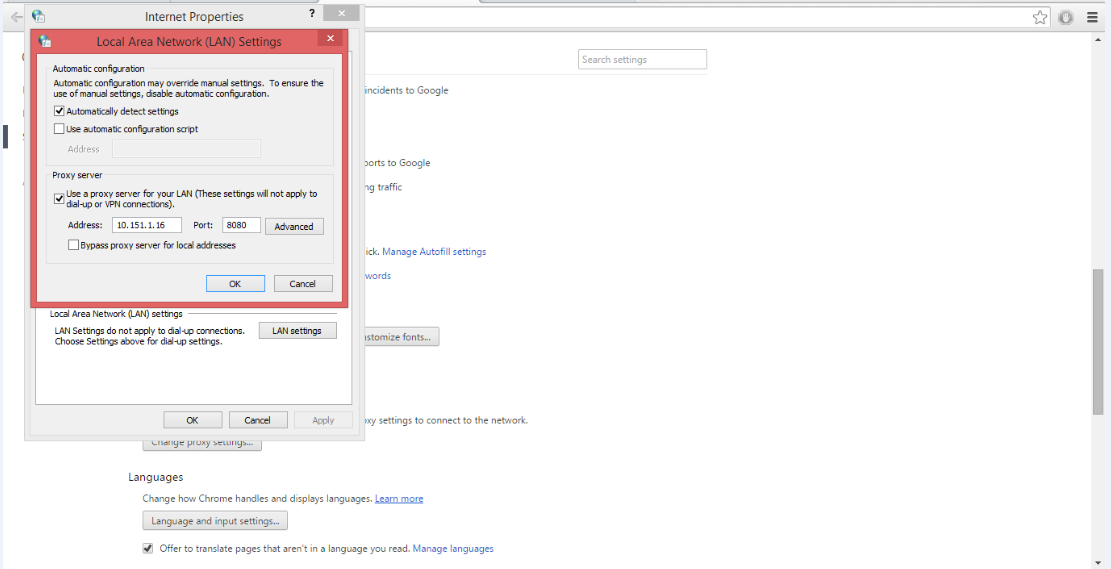 Internet Properties
?
Local Area Network (LAN) Settings
Search settings
Automatic configuration
Automatic configuration may override manual settings. To ensure the
use of manual settings, disable automatic configuration.
incidents to Google
Automatically detect settings
Use automatic configuration script
Address
ports to Google
Proxy server
ng traffic
Use a proxy server for your LAN (These settings will not apply to
dial-up or VPN connections).
Address: 10.151.1.16 Port: 8080 Advanced
Bypass proxy server for local addresses
ick. Manage Autofill settings
words
OK Cancel
Local Area Network (LAN) settings
LAN Settings do not apply to dial-up connections.
Choose Settings above for dial-up settings.
LAN settings
stomize fonts...
OK Cancel Apply
xy settings to connect to the network.
Change proxy settings...
Languages
Change how Chrome handles and displays languages. Learn more
Language and input settings...
Offer to translate pages that aren't in a language you read. Manage languages